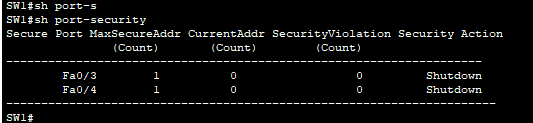 SW1#sh port-s
SW1#sh port-security
Secure Port MaxSecureAddr CurrentAddr SecurityViolation Security Action
(Count) (Count) (Count)
---------------------------------------------------------------------------
Fa0/3 1 0 0 Shutdown
Fa0/4 1 0 0 Shutdown
---------------------------------------------------------------------------
SW1#